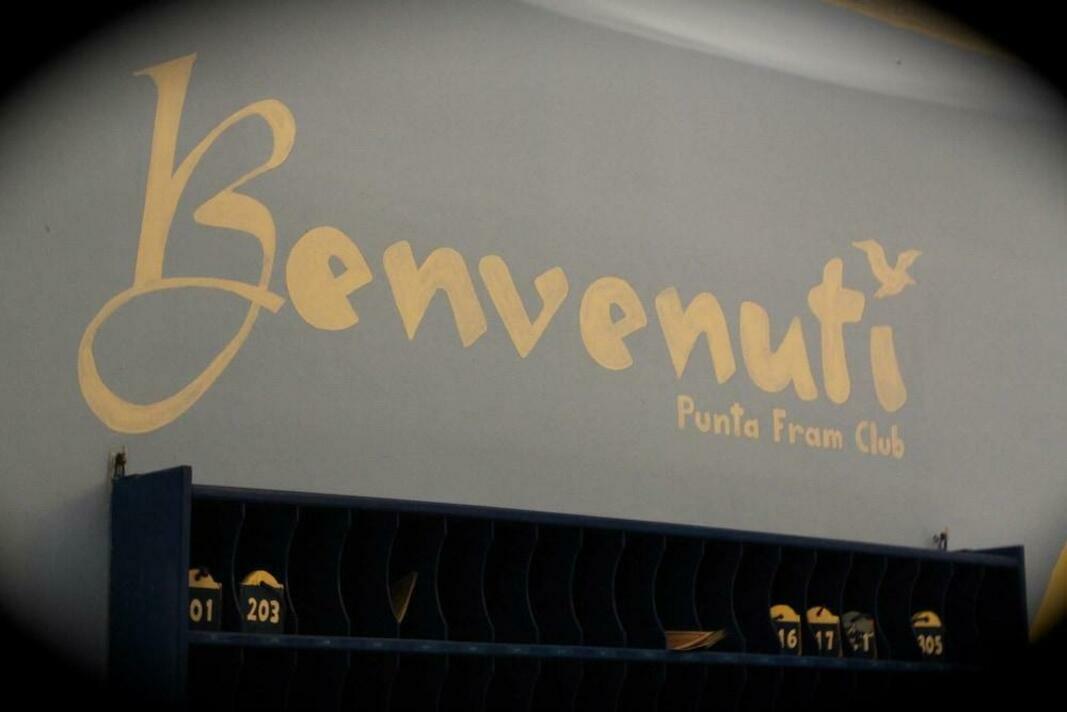 Benvenuti
Punta Fram Club
01 203 16 17 305